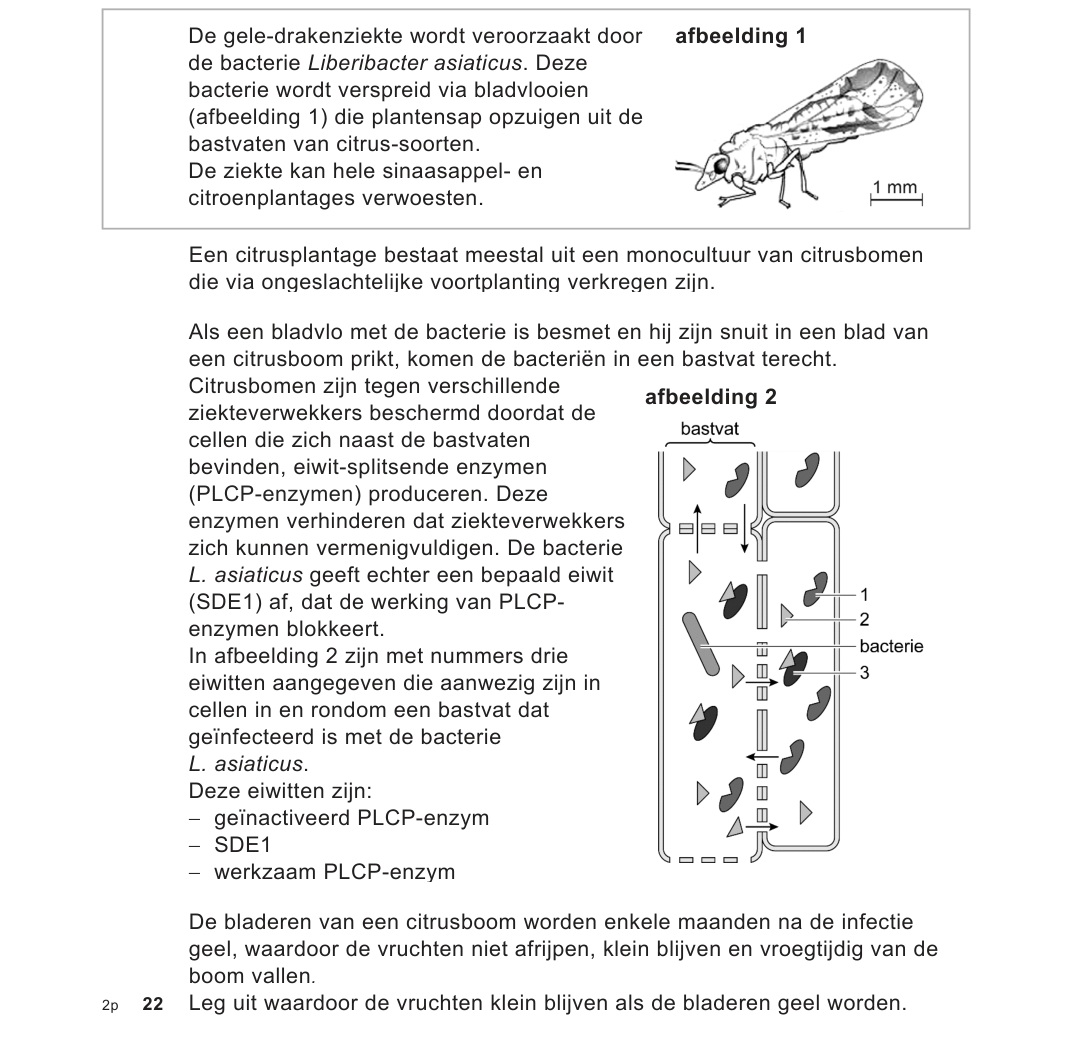 De gele-drakenziekte wordt veroorzaakt door
de bacterie Liberibacter asiaticus. Deze
bacterie wordt verspreid via bladvlooien
(afbeelding 1) die plantensap opzuigen uit de
bastvaten van citrus-soorten.
De ziekte kan hele sinaasappel- en
citroenplantages verwoesten.
afbeelding 1
1 mm
Een citrusplantage bestaat meestal uit een monocultuur van citrusbomen
die via ongeslachtelijke voortplanting verkregen zijn.
Als een bladvlo met de bacterie is besmet en hij zijn snuit in een blad van
een citrusboom prikt, komen de bacteriën in een bastvat terecht.
Citrusbomen zijn tegen verschillende
ziekteverwekkers beschermd doordat de
cellen die zich naast de bastvaten
bevinden, eiwit-splitsende enzymen
(PLCP-enzymen) produceren. Deze
enzymen verhinderen dat ziekteverwekkers
zich kunnen vermenigvuldigen. De bacterie
L. asiaticus geeft echter een bepaald eiwit
(SDE1) af, dat de werking van PLCP-
enzymen blokkeert.
In afbeelding 2 zijn met nummers drie
eiwitten aangegeven die aanwezig zijn in
cellen in en rondom een bastvat dat
geïnfecteerd is met de bacterie
L. asiaticus.
Deze eiwitten zijn:
– geïnactiveerd PLCP-enzym
– SDE1
– werkzaam PLCP-enzym
afbeelding 2
bastvat
1
2
bacterie
3
De bladeren van een citrusboom worden enkele maanden na de infectie
geel, waardoor de vruchten niet afrijpen, klein blijven en vroegtijdig van de
boom vallen.
2p 22 Leg uit waardoor de vruchten klein blijven als de bladeren geel worden.